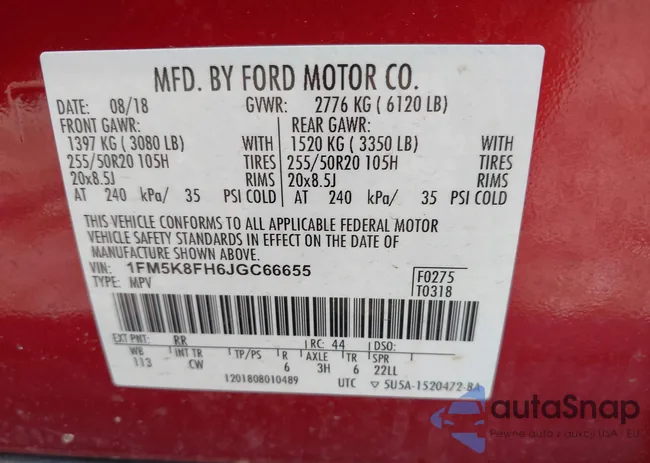 MFD. BY FORD MOTOR CO.
DATE: 08/18 GVWR: 2776 KG ( 6120 LB)
FRONT GAWR: REAR GAWR:
1397 KG ( 3080 LB) WITH 1520 KG ( 3350 LB) WITH
255/50R20 105H TIRES 255/50R20 105H TIRES
20x8.5J RIMS 20x8.5J RIMS
AT 240 kPa/ 35 PSI COLD AT 240 kPa/ 35 PSI COLD
THIS VEHICLE CONFORMS TO ALL APPLICABLE FEDERAL MOTOR
VEHICLE SAFETY STANDARDS IN EFFECT ON THE DATE OF
MANUFACTURE SHOWN ABOVE.
VIN: 1FM5K8FH6JGC66655 F0275
TYPE: MPV T0318
EXT PNT: RR RC: 44 DSO:
WB INT TR TP/PS R AXLE TR SPR
113 CW 6 3H 6 22LL
1201808010489 UTC 5U5A-1520472-BA
autoSnap
Pewne auto z aukcji USA - EU